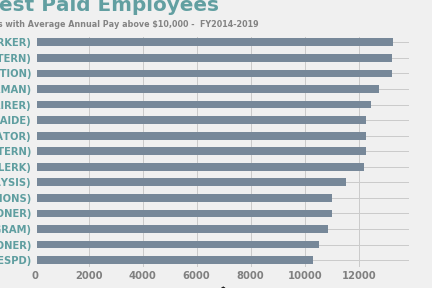 est Paid Employees
s with Average Annual Pay above $10,000 - FY2014-2019
RKER)
TERN)
TION)
MAN)
IRER)
AIDE)
ATOR)
TERN)
LERK)
YSIS)
IONS)
ONER)
GRAM)
ONER)
ESPD)
0 2000 4000 6000 8000 10000 12000